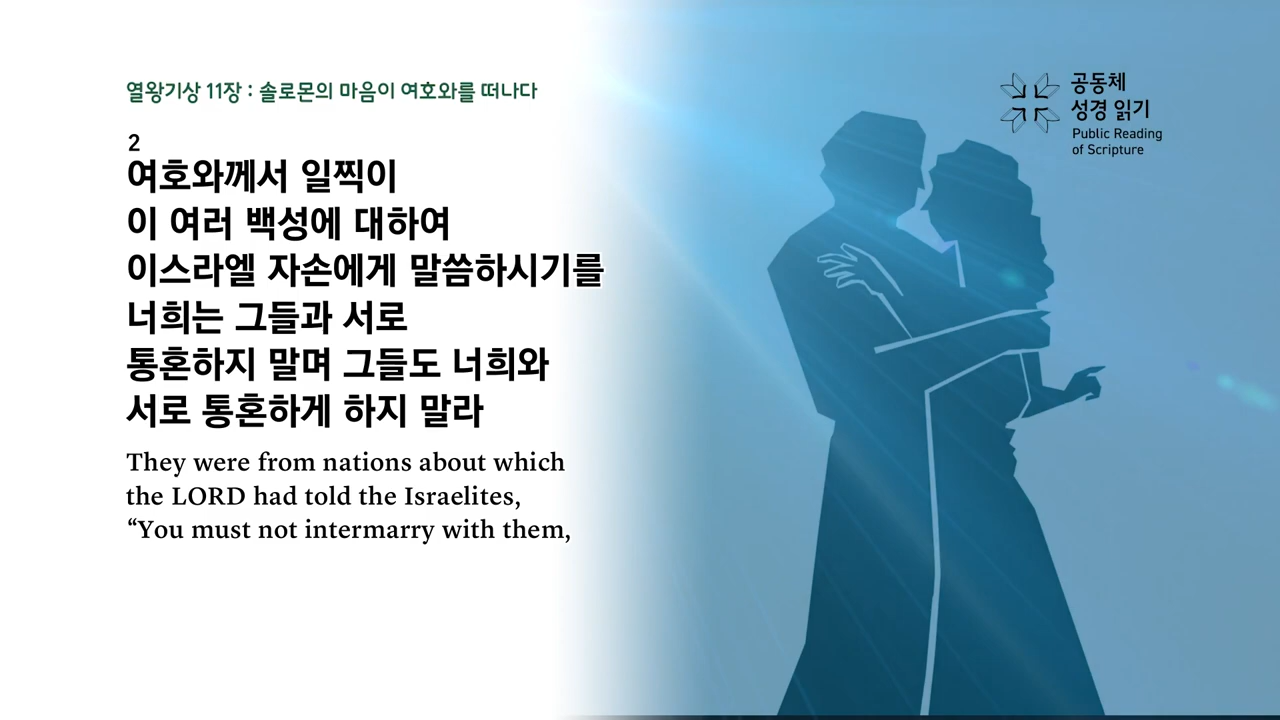 열왕기상 11장 : 솔로몬의 마음이 여호와를 떠나다
2
여호와께서 일찍이
이 여러 백성에 대하여
이스라엘 자손에게 말씀하시기를
너희는 그들과 서로
통혼하지 말며 그들도 너희와
서로 통혼하게 하지 말라
They were from nations about which
the LORD had told the Israelites,
“You must not intermarry with them,
공동체
성경 읽기
Public Reading
of Scripture